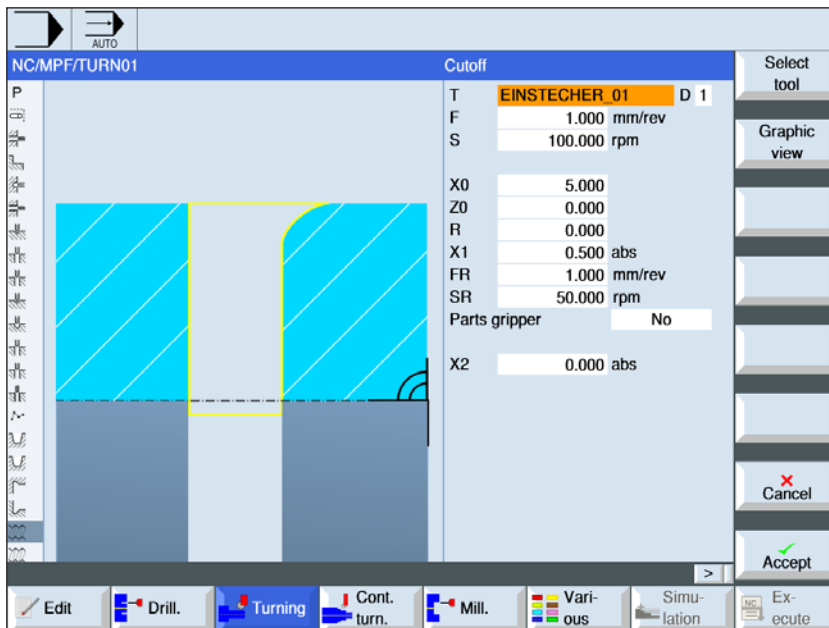 AUTO
NC/MPF/TURN01
Cutoff
T EINSTECHER_01 D 1
F 1.000 mm/rev
S 100.000 rpm
X0 5.000
Z0 0.000
R 0.000
X1 0.500 abs
FR 1.000 mm/rev
SR 50.000 rpm
Parts gripper No
X2 0.000 abs
P
Select
tool
Graphic
view
Cancel
Accept
>
Edit
Drill.
Turning
Cont.
turn.
Mill.
Vari-
ous
Simu-
lation
NC
Ex-
ecute